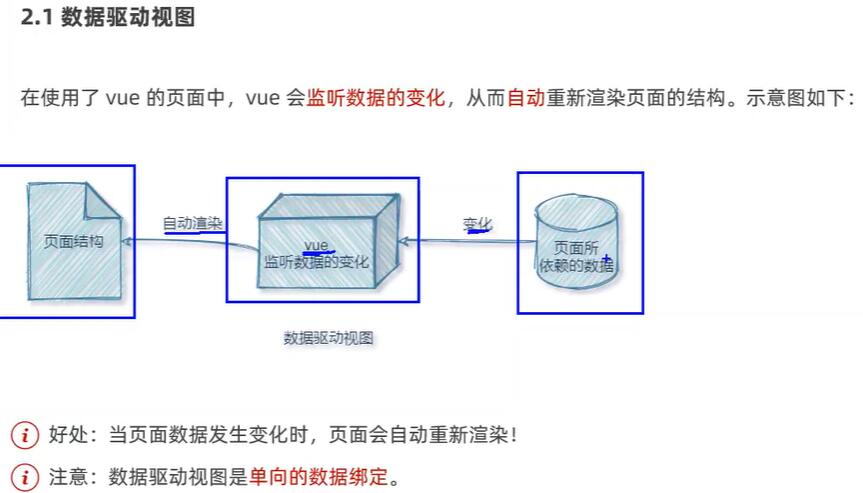 2.1 数据驱动视图
在使用了 vue 的页面中，vue 会监听数据的变化，从而自动重新渲染页面的结构。示意图如下：
页面结构
自动渲染
vue
监听数据的变化
变化
页面所
依赖的数据
数据驱动视图
好处：当页面数据发生变化时，页面会自动重新渲染！
注意：数据驱动视图是单向的数据绑定。